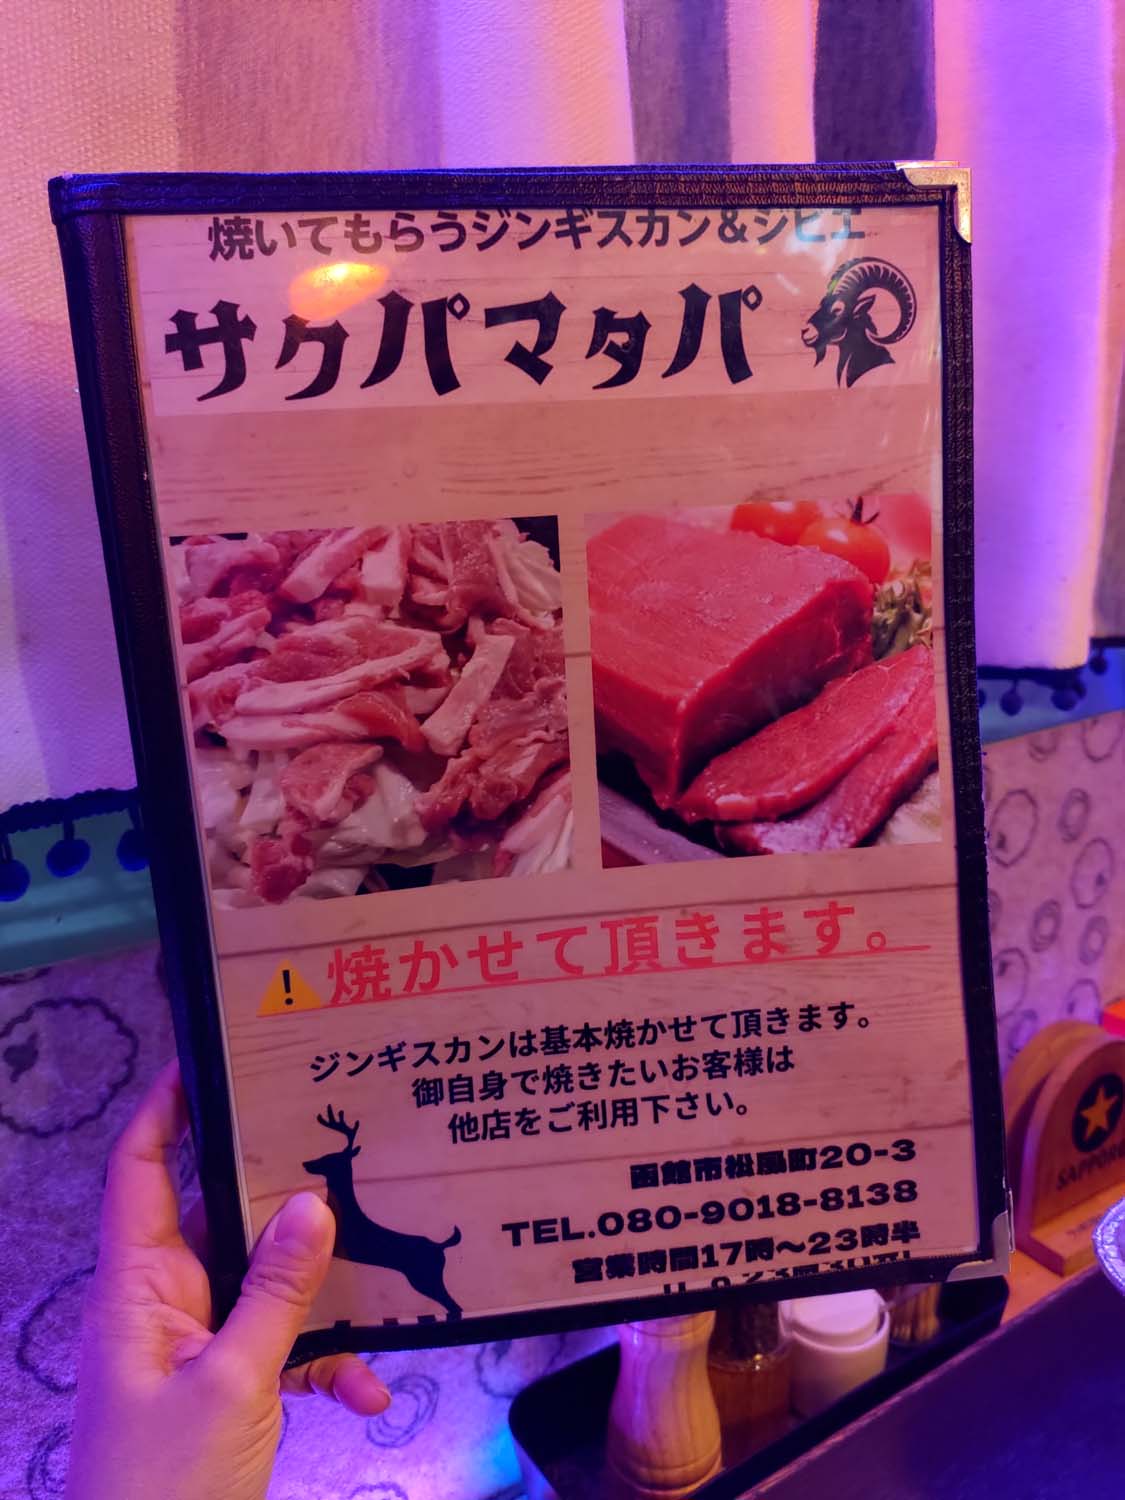 焼いてもらうジンギスカン&ジビエ
サクパマタパ
焼かせて頂きます。
ジンギスカンは基本焼かせて頂きます。
御自身で焼きたいお客様は
他店をご利用下さい。
函館市松風町20-3
TEL.080-9018-8138
営業時間17時～23時半
SAPPORO